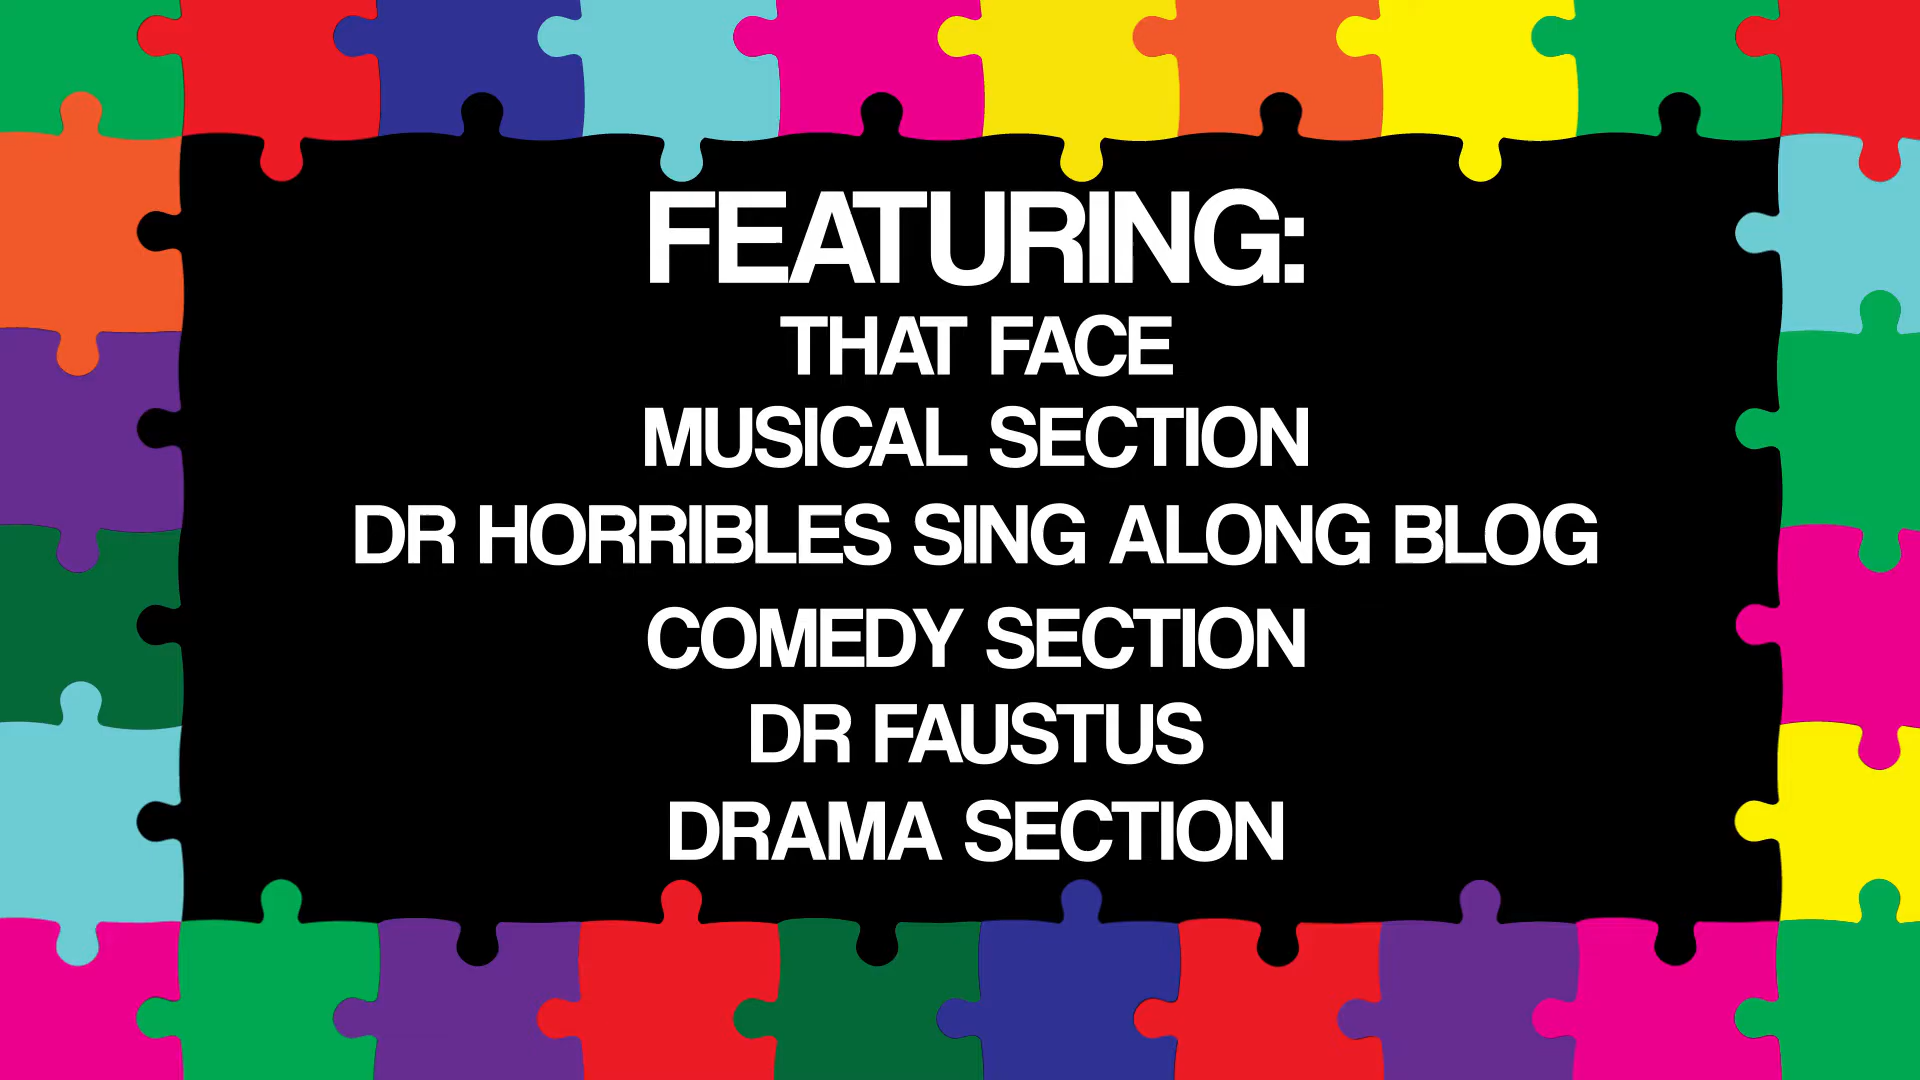 FEATURING:
THAT FACE
MUSICAL SECTION
DR HORRIBLES SING ALONG BLOG
COMEDY SECTION
DR FAUSTUS
DRAMA SECTION